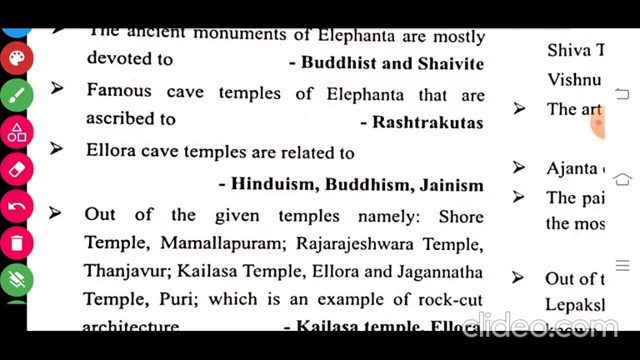 The ancient monuments of Elephanta are mostly
devoted to - Buddhist and Shaivite
➢ Famous cave temples of Elephanta that are
ascribed to - Rashtrakutas
➢ Ellora cave temples are related to
- Hinduism, Buddhism, Jainism
➢ Out of the given temples namely: Shore
Temple, Mamallapuram; Rajarajeshwara Temple,
Thanjavur; Kailasa Temple, Ellora and Jagannatha
Temple, Puri; which is an example of rock-cut
architecture - Kailasa temple, Ellora
Shiva T
Vishnu
➢ The art
➢ Ajanta
➢ The pai
the mos
➢ Out of t
Lepaksl
clideo.com